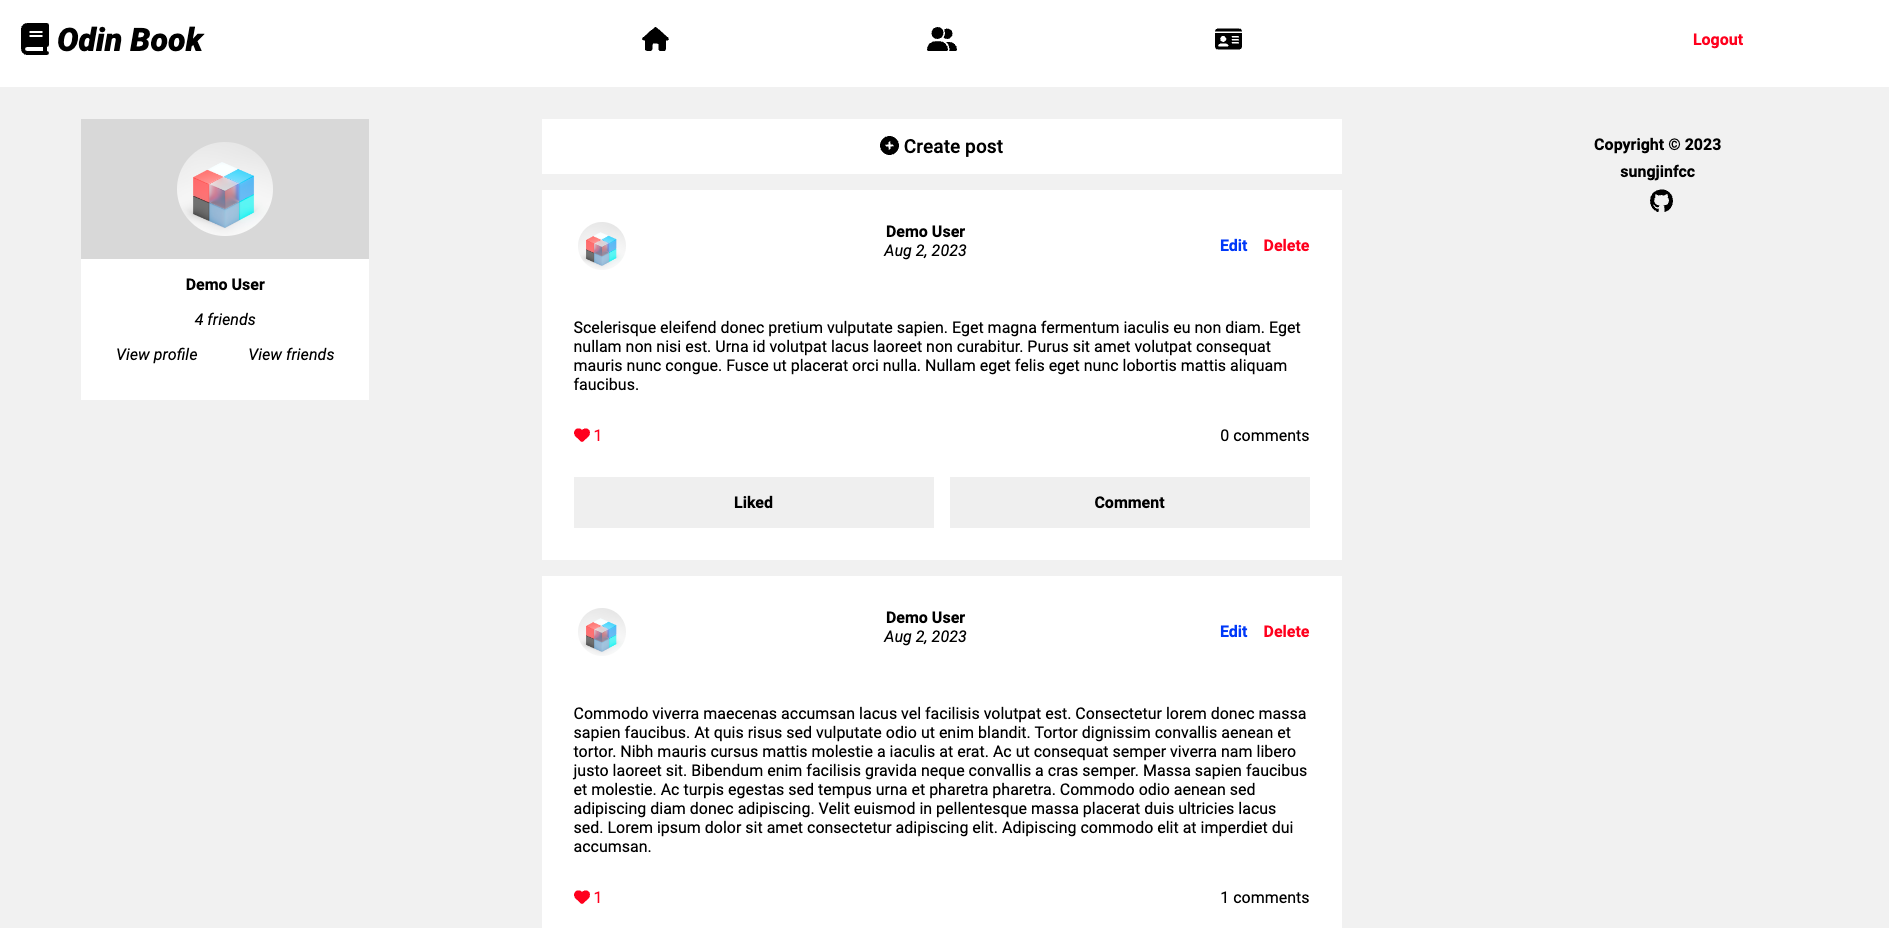 Odin Book
Logout
Demo User
4 friends
View profile View friends
Create post
Demo User
Aug 2, 2023
Edit Delete
Scelerisque eleifend donec pretium vulputate sapien. Eget magna fermentum iaculis eu non diam. Eget
nullam non nisi est. Urna id volutpat lacus laoreet non curabitur. Purus sit amet volutpat consequat
mauris nunc congue. Fusce ut placerat orci nulla. Nullam eget felis eget nunc lobortis mattis aliquam
faucibus.
1
0 comments
Liked
Comment
Demo User
Aug 2, 2023
Edit Delete
Commodo viverra maecenas accumsan lacus vel facilisis volutpat est. Consectetur lorem donec massa
sapien faucibus. At quis risus sed vulputate odio ut enim blandit. Tortor dignissim convallis aenean et
tortor. Nibh mauris cursus mattis molestie a iaculis at erat. Ac ut consequat semper viverra nam libero
justo laoreet sit. Bibendum enim facilisis gravida neque convallis a cras semper. Massa sapien faucibus
et molestie. Ac turpis egestas sed tempus urna et pharetra pharetra. Commodo odio aenean sed
adipiscing diam donec adipiscing. Velit euismod in pellentesque massa placerat duis ultricies lacus
sed. Lorem ipsum dolor sit amet consectetur adipiscing elit. Adipiscing commodo elit at imperdiet dui
accumsan.
1
1 comments
Copyright © 2023
sungjinfcc